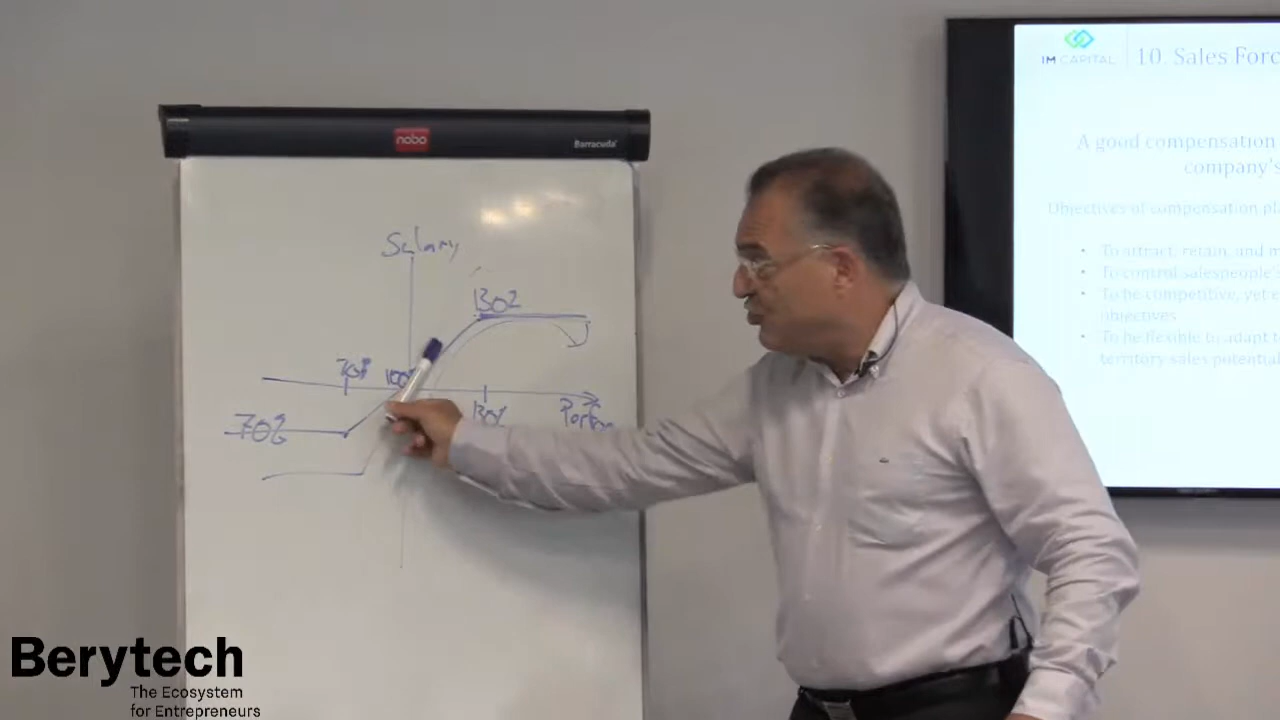 nobo
Barracuda
Salary
130%
70%
100%
130%
70%
IM CAPITAL
10. Sales Forc
A good compensation
company's
Objectives of compensation pla
• To attract, retain, and m
• To control salespeople's
• To be competitive, yet e
objectives
• To be flexible to adapt t
territory sales potential
Berytech
The Ecosystem
for Entrepreneurs